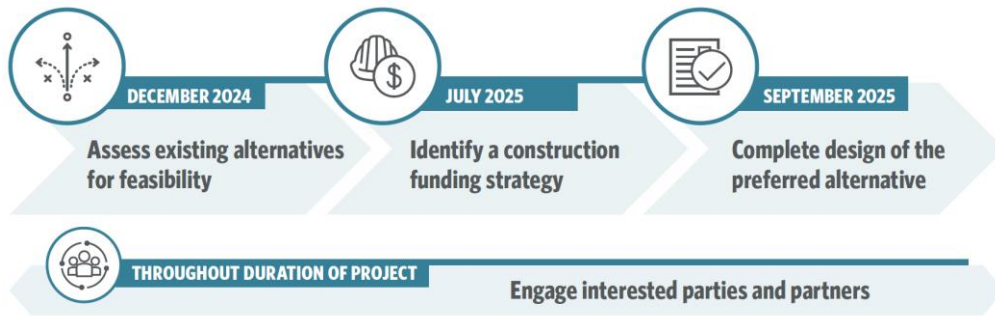 DECEMBER 2024
Assess existing alternatives
for feasibility
$
JULY 2025
Identify a construction
funding strategy
SEPTEMBER 2025
Complete design of the
preferred alternative
THROUGHOUT DURATION OF PROJECT
Engage interested parties and partners